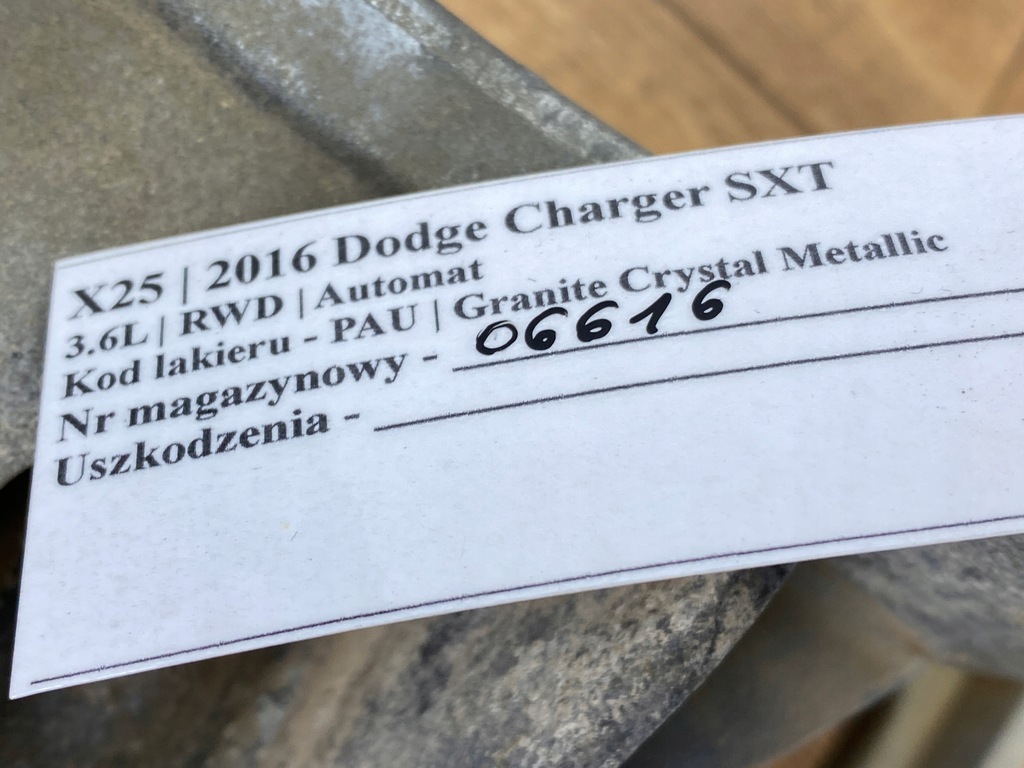 X25 | 2016 Dodge Charger SXT
3.6L | RWD | Automat
Kod lakieru - PAU | Granite Crystal Metallic
Nr magazynowy - 06616
Uszkodzenia -